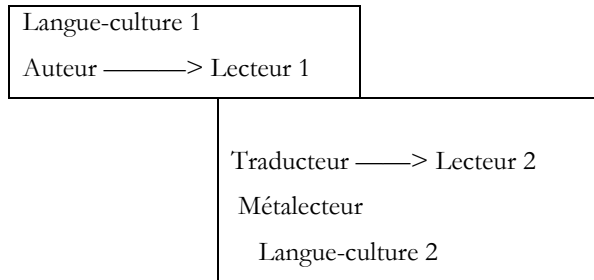 Langue-culture 1
Auteur ———> Lecteur 1
Traducteur ——> Lecteur 2
Métalecteur
Langue-culture 2